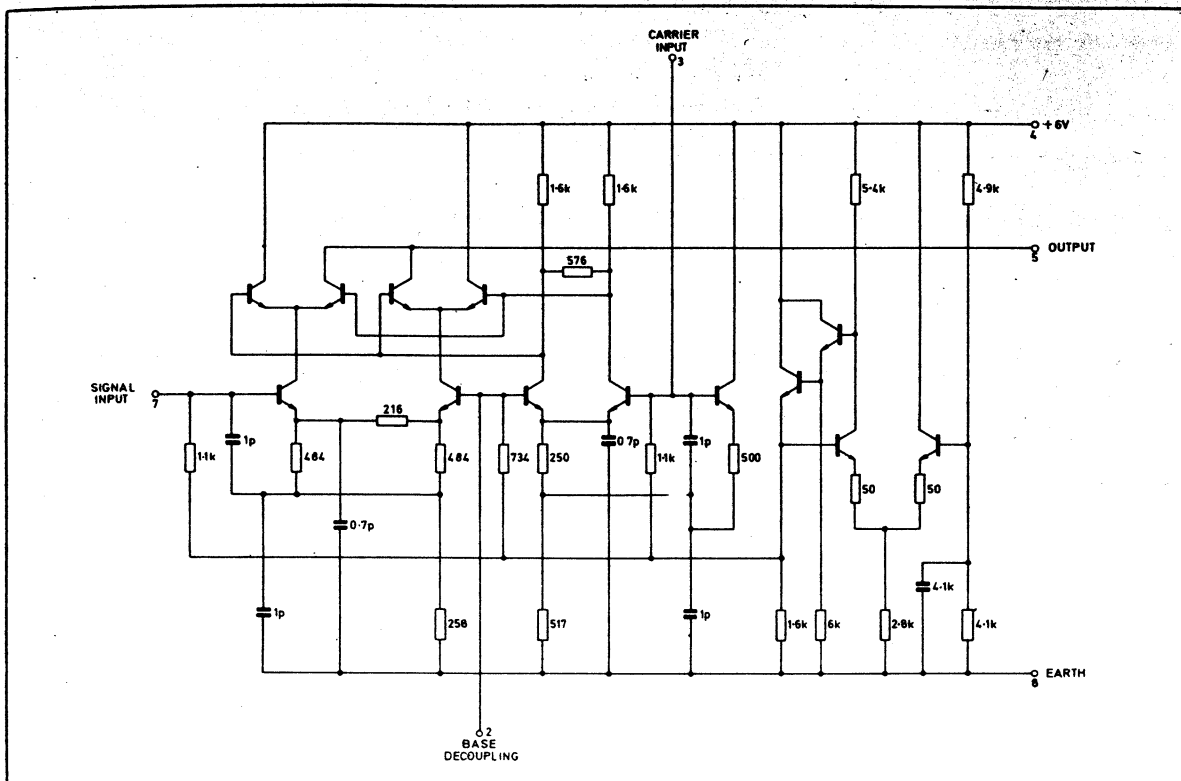 CARRIER
INPUT
3
4
+6V
1·6k
1·6k
5·4k
4·9k
OUTPUT
5
576
SIGNAL
INPUT
7
216
1p
0·7p
1p
1·1k
484
484
734
250
1·1k
500
50
50
0·7p
4·1k
1p
258
517
1p
1·6k
6k
2·8k
4·1k
EARTH
6
2
BASE
DECOUPLING